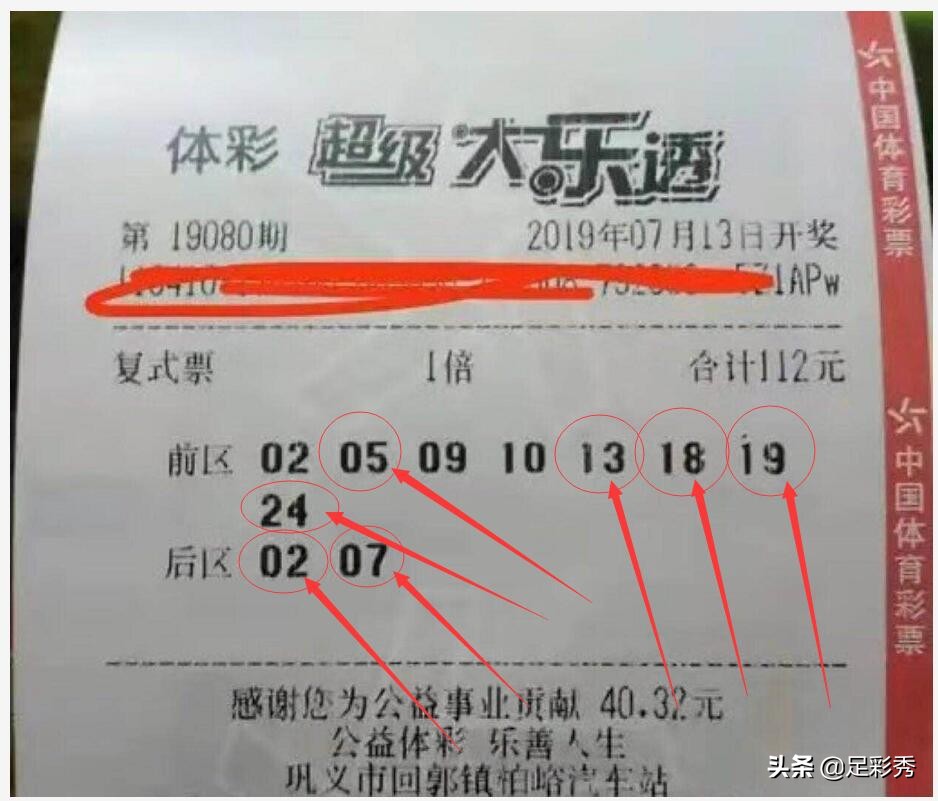 体彩 超级大乐透
第 19080期 2019年07月13日开奖
复式票 1倍 合计112元
前区 02 05 09 10 13 18 19
24
后区 02 07
感谢您为公益事业贡献 40.32元
公益体彩 乐善人生
巩义市回郭镇柏峪汽车站
中国体育彩票
中国体育彩票
头条 @足彩秀